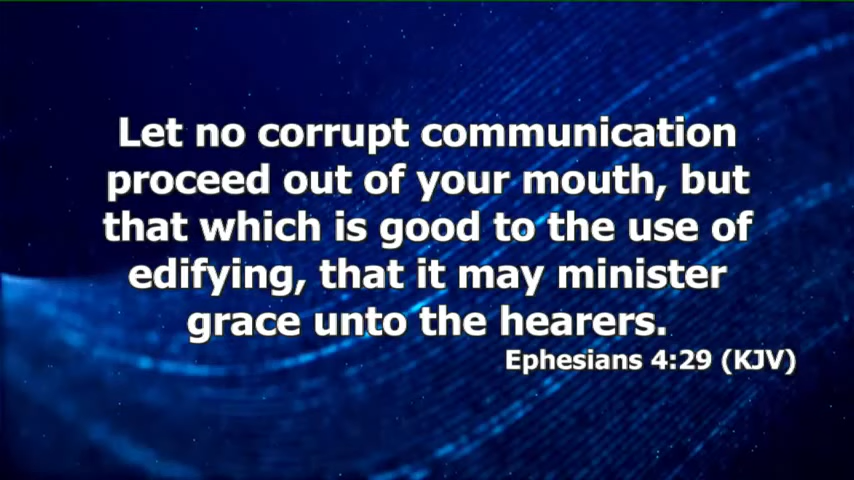 Let no corrupt communication
proceed out of your mouth, but
that which is good to the use of
edifying, that it may minister
grace unto the hearers.
Ephesians 4:29 (KJV)